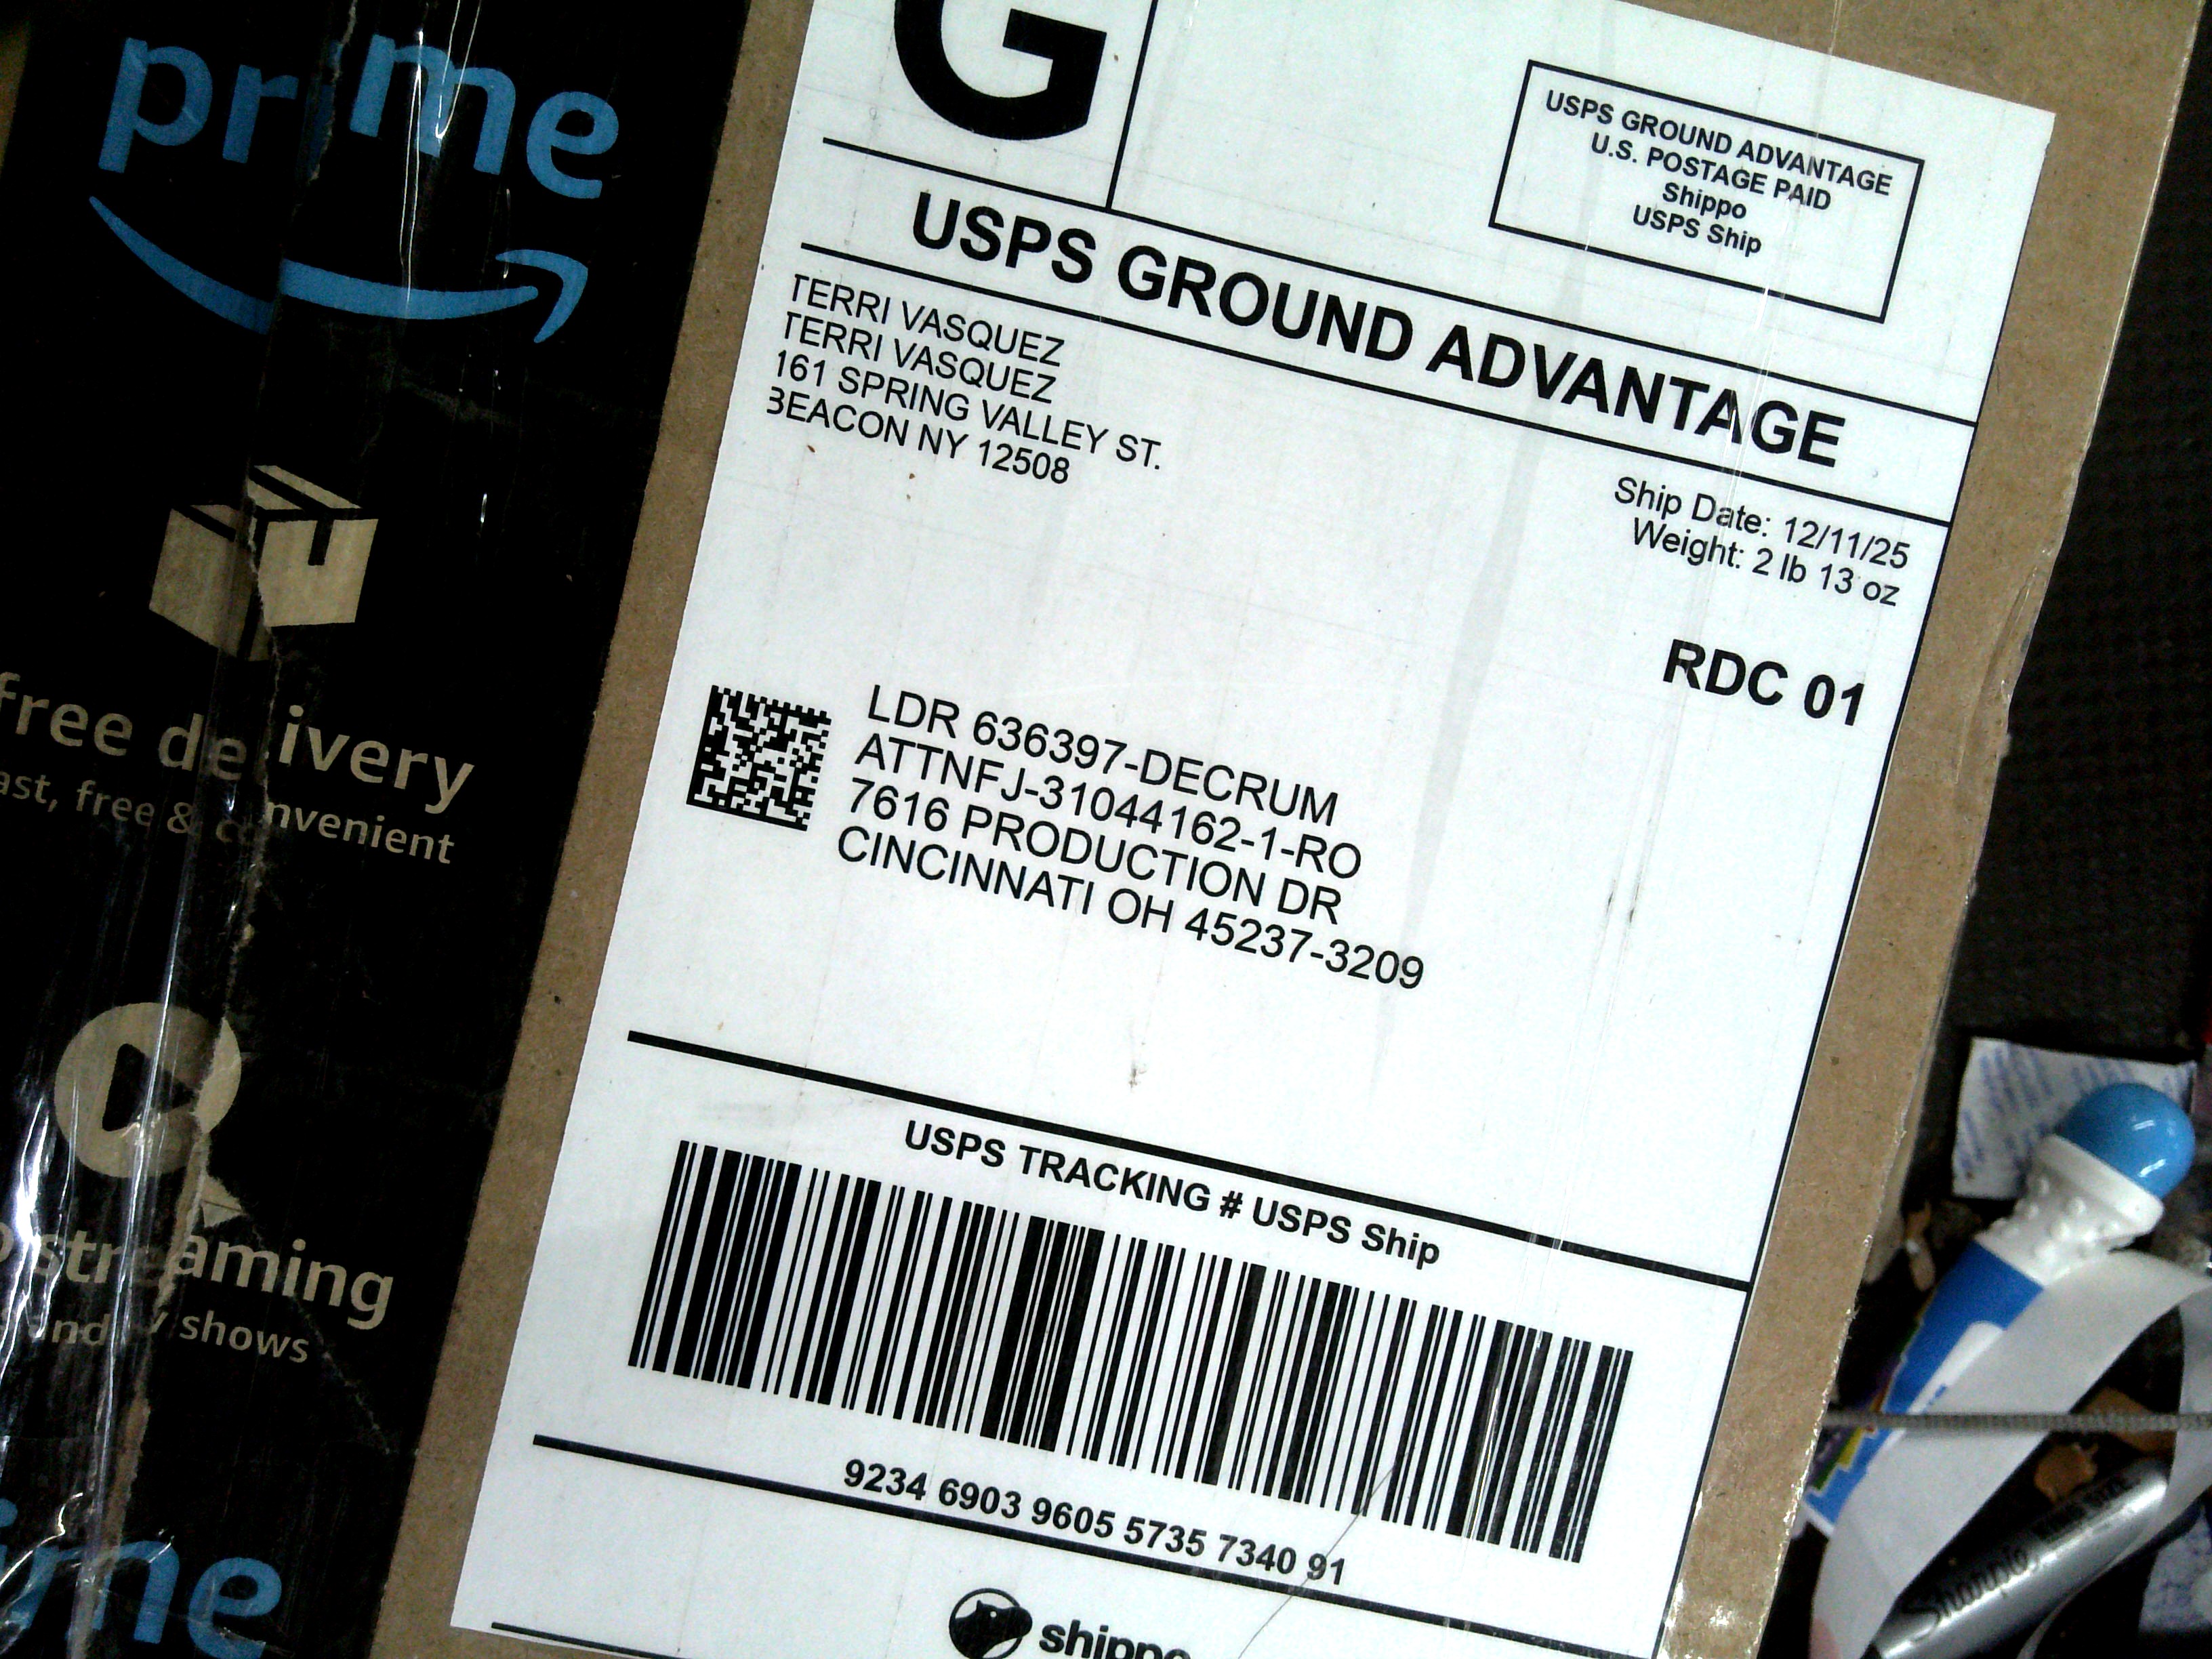 prime
free delivery
fast, free & convenient
streaming
shows
G
USPS GROUND ADVANTAGE
U.S. POSTAGE PAID
Shippo
USPS Ship
USPS GROUND ADVANTAGE
TERRI VASQUEZ
TERRI VASQUEZ
161 SPRING VALLEY ST.
BEACON NY 12508
Ship Date: 12/11/25
Weight: 2 lb 13 oz
RDC 01
LDR 636397-DECRUM
ATTNFJ-31044162-1-RO
7616 PRODUCTION DR
CINCINNATI OH 45237-3209
USPS TRACKING # USPS Ship
9234 6903 9605 5735 7340 91
shippo
Sharpie